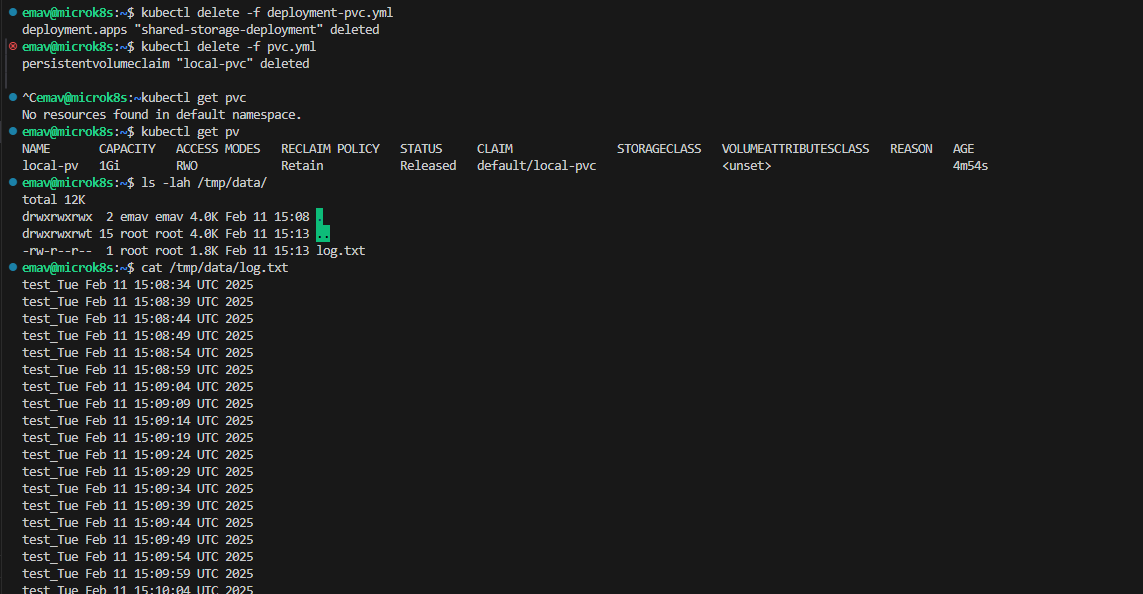 emav@microk8s:~$ kubectl delete -f deployment-pvc.yml
deployment.apps "shared-storage-deployment" deleted
emav@microk8s:~$ kubectl delete -f pvc.yml
persistentvolumeclaim "local-pvc" deleted
^Cemav@microk8s:~kubectl get pvc
No resources found in default namespace.
emav@microk8s:~$ kubectl get pv
NAME CAPACITY ACCESS MODES RECLAIM POLICY STATUS CLAIM STORAGECLASS VOLUMEATTRIBUTESCLASS REASON AGE
local-pv 1Gi RWO Retain Released default/local-pvc <unset> 4m54s
emav@microk8s:~$ ls -lah /tmp/data/
total 12K
drwxrwxrwx 2 emav emav 4.0K Feb 11 15:08 .
drwxrwxrwt 15 root root 4.0K Feb 11 15:13 ..
-rw-r--r-- 1 root root 1.8K Feb 11 15:13 log.txt
emav@microk8s:~$ cat /tmp/data/log.txt
test_Tue Feb 11 15:08:34 UTC 2025
test_Tue Feb 11 15:08:39 UTC 2025
test_Tue Feb 11 15:08:44 UTC 2025
test_Tue Feb 11 15:08:49 UTC 2025
test_Tue Feb 11 15:08:54 UTC 2025
test_Tue Feb 11 15:08:59 UTC 2025
test_Tue Feb 11 15:09:04 UTC 2025
test_Tue Feb 11 15:09:09 UTC 2025
test_Tue Feb 11 15:09:14 UTC 2025
test_Tue Feb 11 15:09:19 UTC 2025
test_Tue Feb 11 15:09:24 UTC 2025
test_Tue Feb 11 15:09:29 UTC 2025
test_Tue Feb 11 15:09:34 UTC 2025
test_Tue Feb 11 15:09:39 UTC 2025
test_Tue Feb 11 15:09:44 UTC 2025
test_Tue Feb 11 15:09:49 UTC 2025
test_Tue Feb 11 15:09:54 UTC 2025
test_Tue Feb 11 15:09:59 UTC 2025
test_Tue Feb 11 15:10:04 UTC 2025